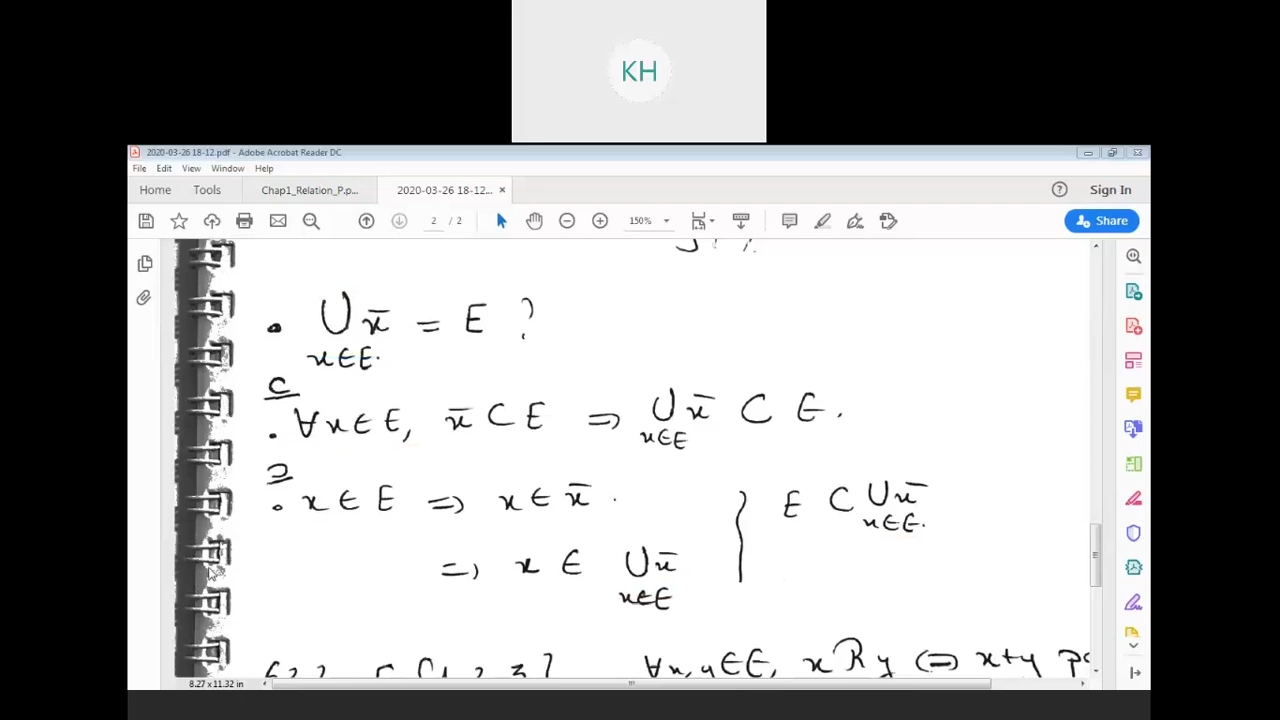 KH
2020-03-26 18-12.pdf - Adobe Acrobat Reader DC
File Edit View Window Help
Home Tools Chap1_Relation_P.p... 2020-03-26 18-12... × Sign In
2 / 2 150% Share
• ⋃ x̄ = E ?
x∈E.
⊂
• ∀x∈E, x̄ ⊂ E ⇒ ⋃ x̄ ⊂ E.
x∈E
⊃
• x ∈ E ⇒ x ∈ x̄ . } E ⊂ ⋃ x̄
x∈E.
⇒ x ∈ ⋃ x̄
x∈E
∀x,y∈E, x R y ⇔ x+y
8.27 x 11.32 in